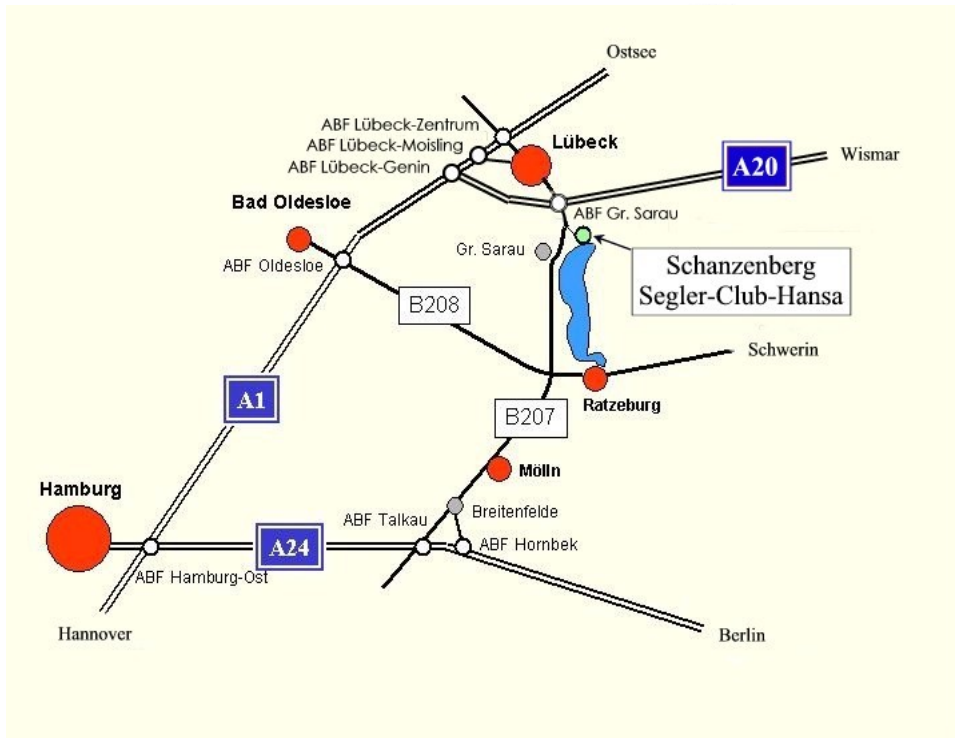 Ostsee
ABF Lübeck-Zentrum
ABF Lübeck-Moisling
Lübeck
ABF Lübeck-Genin
A20
Wismar
Bad Oldesloe
ABF Gr. Sarau
Gr. Sarau
ABF Oldesloe
Schanzenberg
Segler-Club-Hansa
B208
Schwerin
A1
Ratzeburg
B207
Mölln
Hamburg
Breitenfelde
ABF Talkau
A24
ABF Hornbek
ABF Hamburg-Ost
Hannover
Berlin